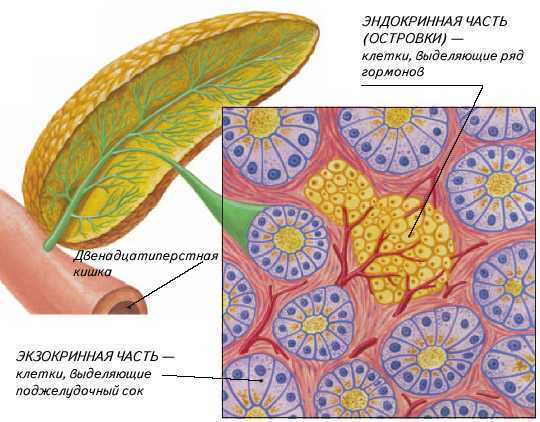 ЭНДОКРИННАЯ ЧАСТЬ
(ОСТРОВКИ) —
клетки, выделяющие ряд
гормонов
Двенадцатиперстная
кишка
ЭКЗОКРИННАЯ ЧАСТЬ —
клетки, выделяющие
поджелудочный сок